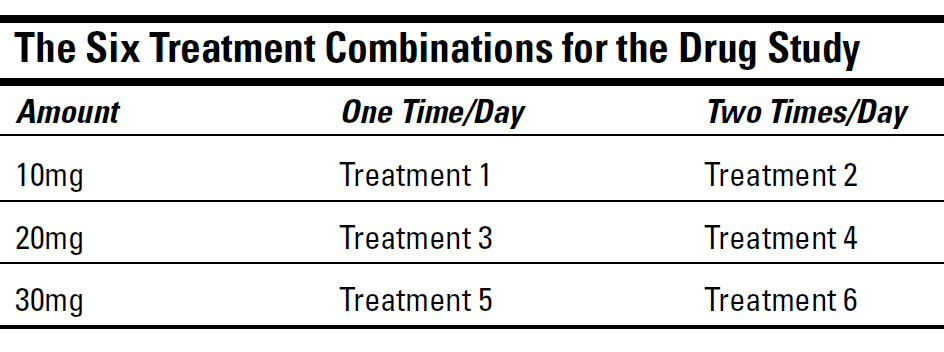 The Six Treatment Combinations for the Drug Study
Amount One Time/Day Two Times/Day
10mg Treatment 1 Treatment 2
20mg Treatment 3 Treatment 4
30mg Treatment 5 Treatment 6